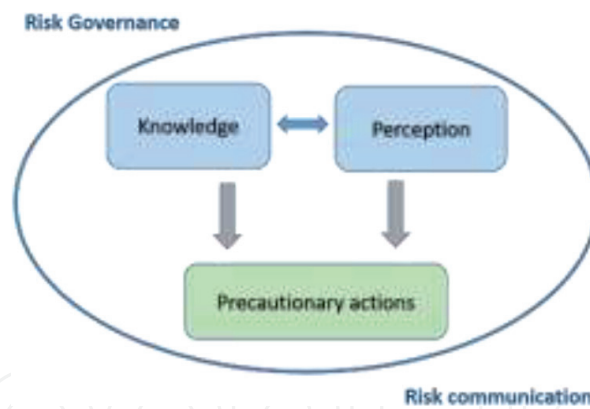 Risk Governance
Knowledge
Perception
Precautionary actions
Risk communication